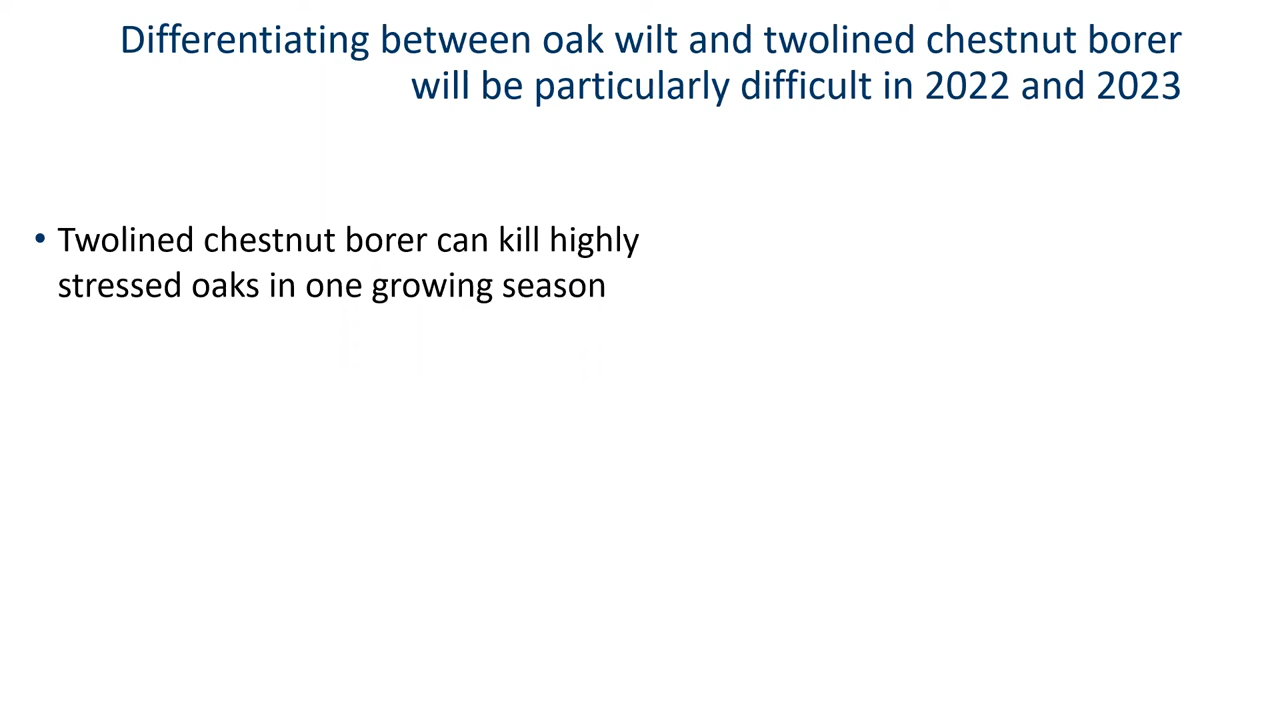 Differentiating between oak wilt and twolined chestnut borer
will be particularly difficult in 2022 and 2023
• Twolined chestnut borer can kill highly
stressed oaks in one growing season